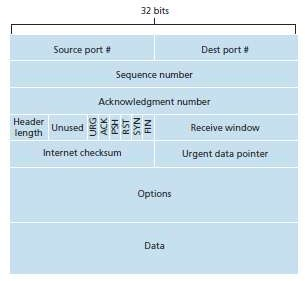 32 bits
Source port # Dest port #
Sequence number
Acknowledgment number
Header length Unused URG ACK PSH RST SYN FIN Receive window
Internet checksum Urgent data pointer
Options
Data